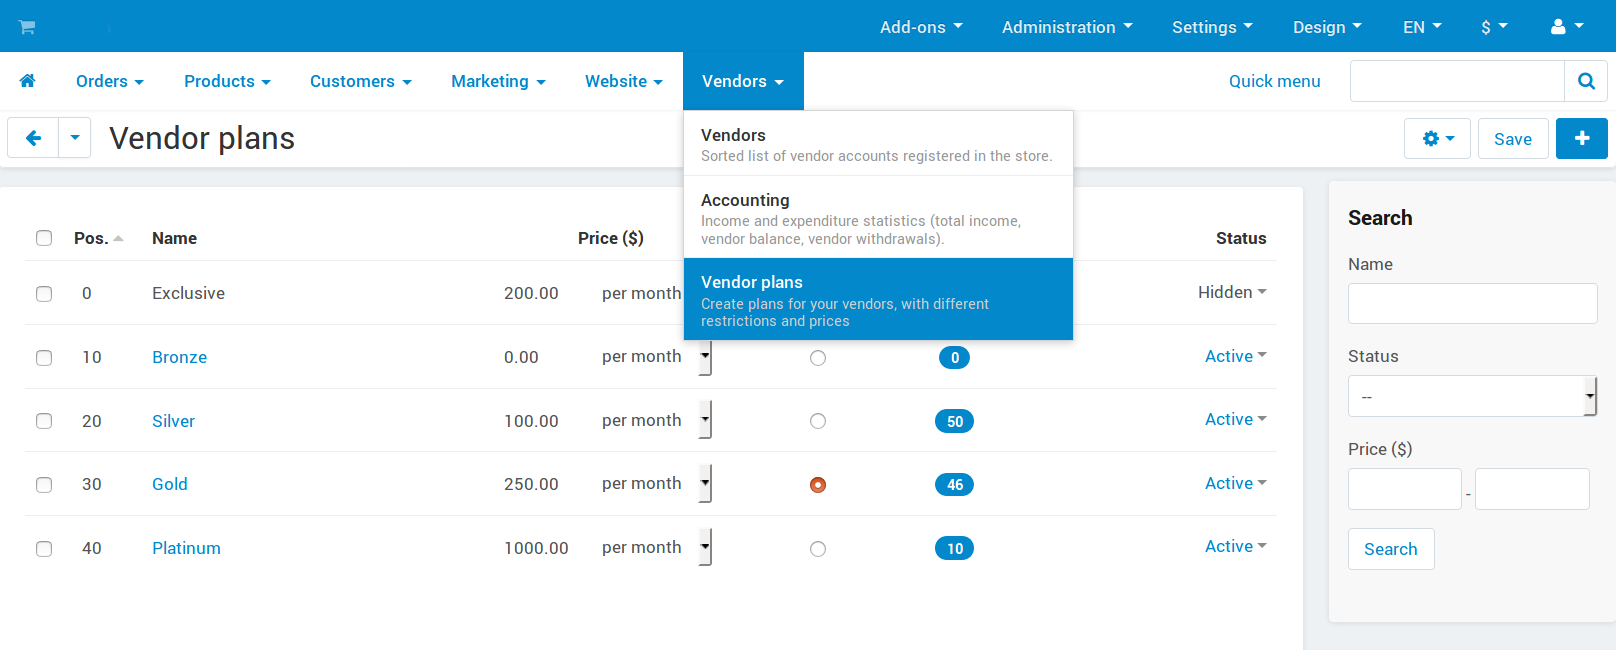 Add-ons Administration Settings Design EN $
Orders Products Customers Marketing Website Vendors Quick menu
Vendor plans Save
Vendors
Sorted list of vendor accounts registered in the store.
Accounting
Income and expenditure statistics (total income,
vendor balance, vendor withdrawals).
Vendor plans
Create plans for your vendors, with different
restrictions and prices
Pos. Name Price ($) Status
0 Exclusive 200.00 per month Hidden
10 Bronze 0.00 per month 0 Active
20 Silver 100.00 per month 50 Active
30 Gold 250.00 per month 46 Active
40 Platinum 1000.00 per month 10 Active
Search
Name
Status
--
Price ($)
-
Search